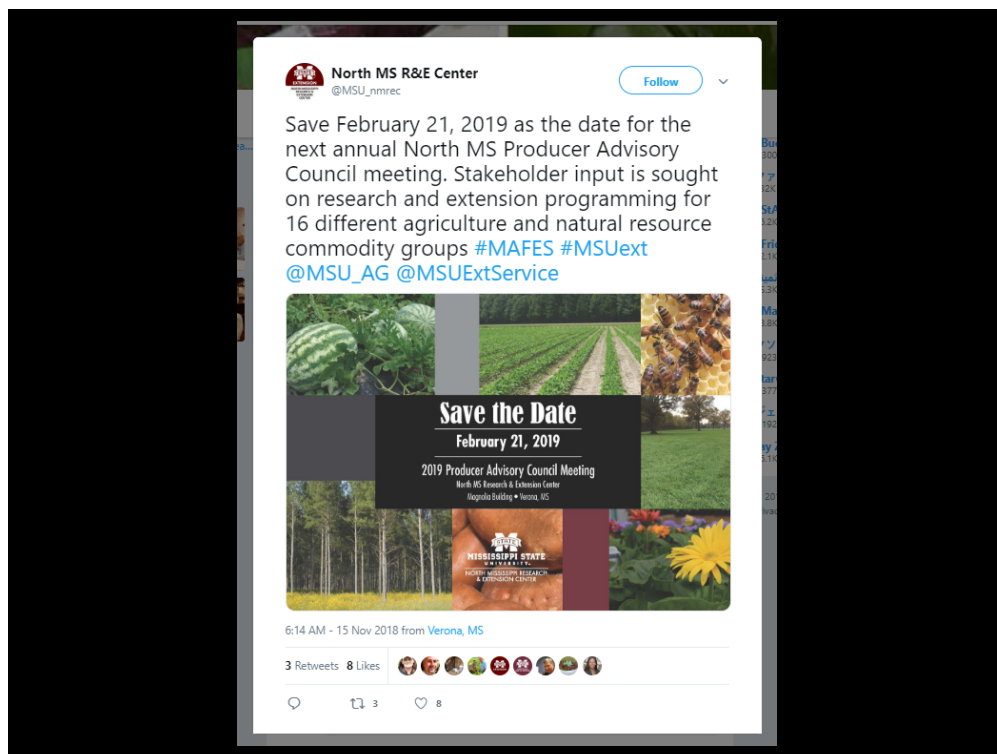 North MS R&E Center
@MSU_nmrec
Follow
Save February 21, 2019 as the date for the
next annual North MS Producer Advisory
Council meeting. Stakeholder input is sought
on research and extension programming for
16 different agriculture and natural resource
commodity groups #MAFES #MSUext
@MSU_AG @MSUExtService
Save the Date
February 21, 2019
2019 Producer Advisory Council Meeting
North MS Research & Extension Center
Magnolia Building • Verona, MS
STATE
MISSISSIPPI STATE
UNIVERSITY
NORTH MISSISSIPPI RESEARCH
& EXTENSION CENTER
6:14 AM - 15 Nov 2018 from Verona, MS
3 Retweets 8 Likes
3 8